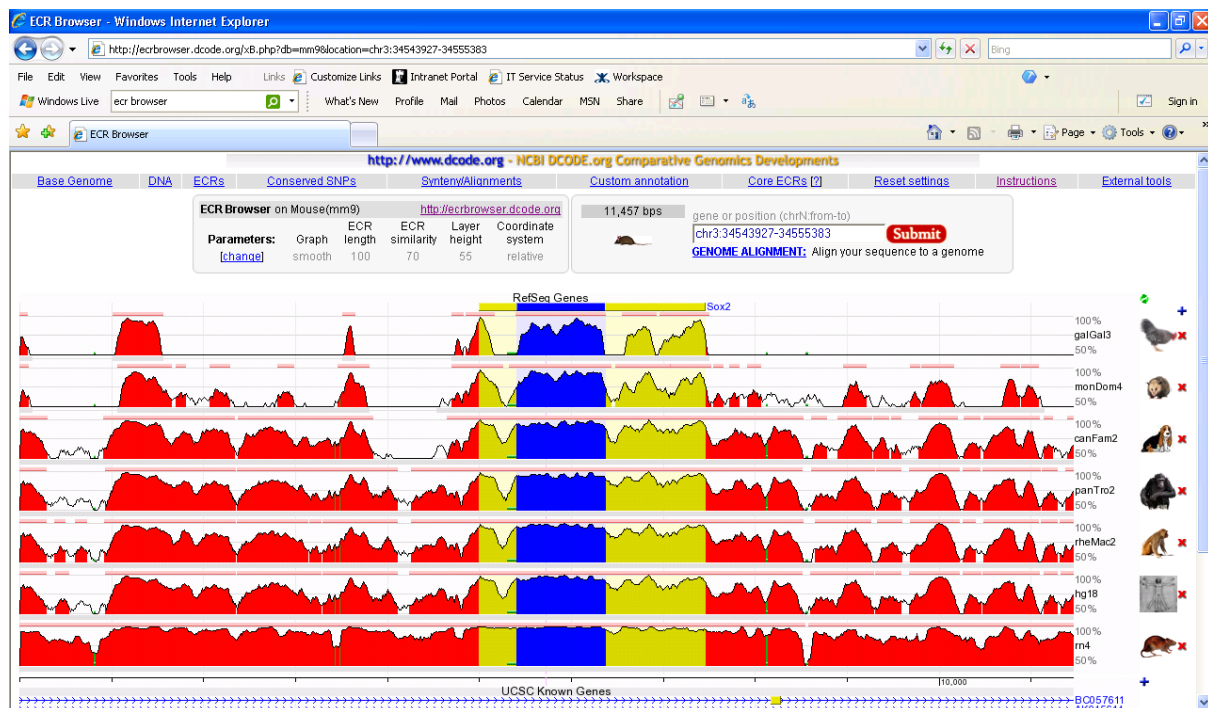 ECR Browser - Windows Internet Explorer
http://ecrbrowser.dcode.org/xB.php?db=mm9&location=chr3:34543927-34555383
Bing
File Edit View Favorites Tools Help Links Customize Links Intranet Portal IT Service Status Workspace
Windows Live ecr browser What's New Profile Mail Photos Calendar MSN Share Sign in
ECR Browser Page Tools
http://www.dcode.org - NCBI DCODE.org Comparative Genomics Developments
Base Genome DNA ECRs Conserved SNPs Synteny/Alignments Custom annotation Core ECRs [?] Reset settings Instructions External tools
ECR Browser on Mouse(mm9) http://ecrbrowser.dcode.org
Parameters: [change]
Graph smooth
ECR length 100
ECR similarity 70
Layer height 55
Coordinate system relative
11,457 bps
gene or position (chrN:from-to)
chr3:34543927-34555383 Submit
GENOME ALIGNMENT: Align your sequence to a genome
RefSeq Genes
Sox2
100%
galGal3
50%
100%
monDom4
50%
100%
canFam2
50%
100%
panTro2
50%
100%
rheMac2
50%
100%
hg18
50%
100%
rn4
50%
10,000
UCSC Known Genes
BC057611